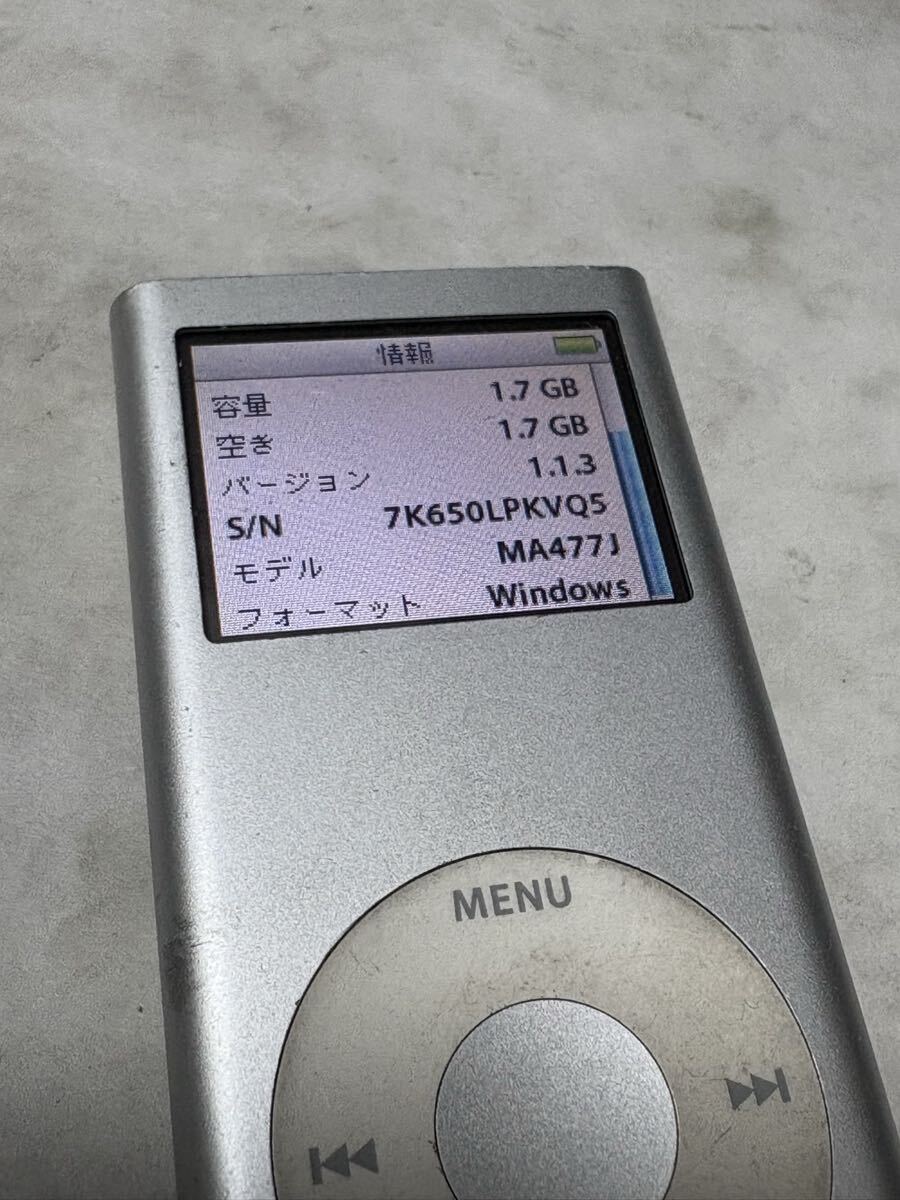 情報
容量 1.7 GB
空き 1.7 GB
バージョン 1.1.3
S/N 7K650LPKVQ5
モデル MA477J
フォーマット Windows
MENU